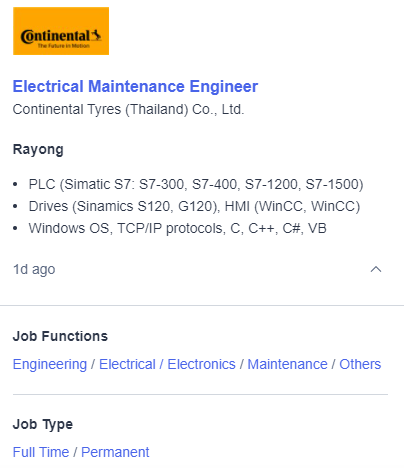 Continental
The Future in Motion
Electrical Maintenance Engineer
Continental Tyres (Thailand) Co., Ltd.
Rayong
• PLC (Simatic S7: S7-300, S7-400, S7-1200, S7-1500)
• Drives (Sinamics S120, G120), HMI (WinCC, WinCC)
• Windows OS, TCP/IP protocols, C, C++, C#, VB
1d ago
Job Functions
Engineering / Electrical / Electronics / Maintenance / Others
Job Type
Full Time / Permanent